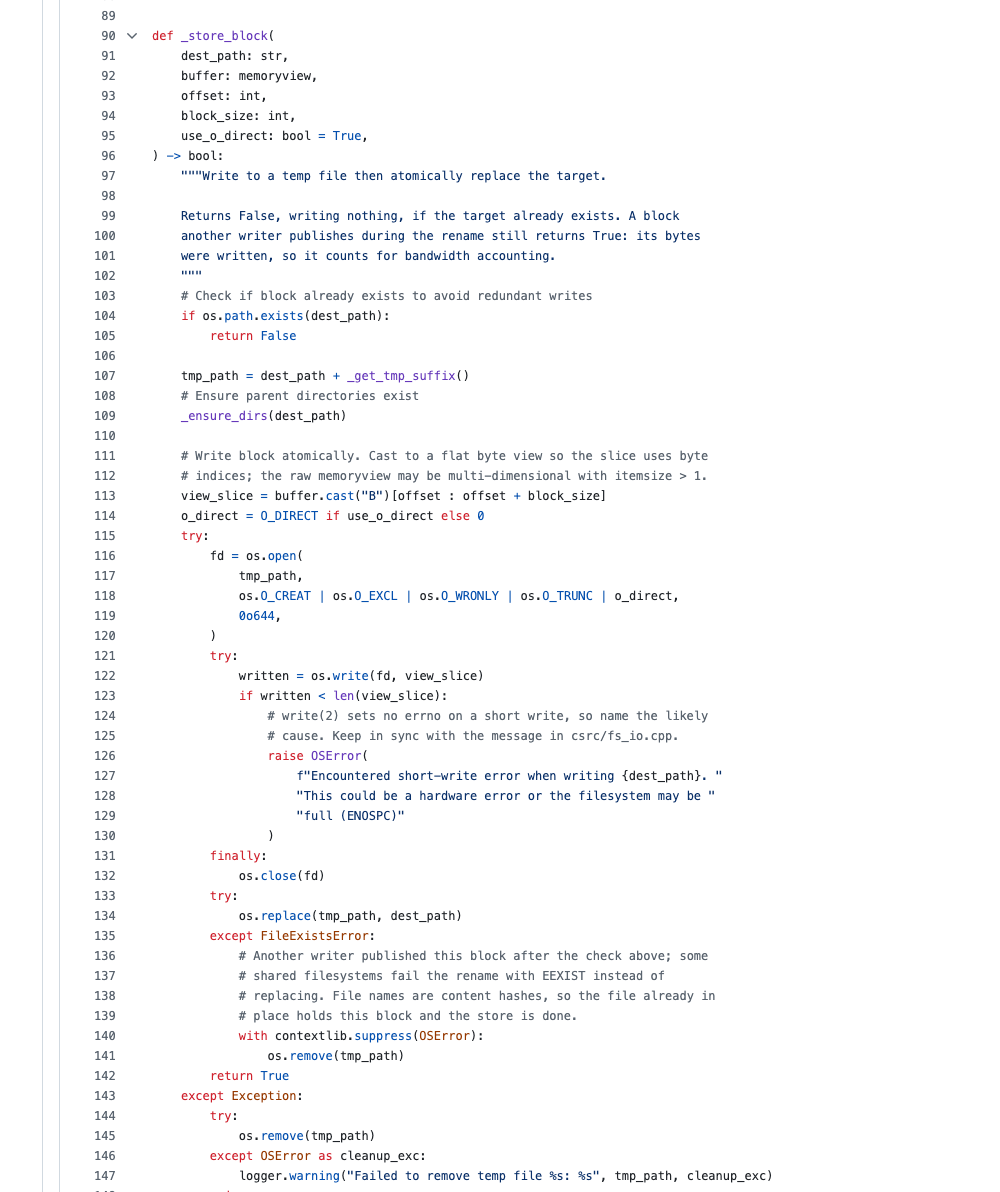 89
90 def _store_block(
91     dest_path: str,
92     buffer: memoryview,
93     offset: int,
94     block_size: int,
95     use_o_direct: bool = True,
96 ) -> bool:
97     """Write to a temp file then atomically replace the target.
98
99     Returns False, writing nothing, if the target already exists. A block
100     another writer publishes during the rename still returns True: its bytes
101     were written, so it counts for bandwidth accounting.
102     """
103     # Check if block already exists to avoid redundant writes
104     if os.path.exists(dest_path):
105         return False
106
107     tmp_path = dest_path + _get_tmp_suffix()
108     # Ensure parent directories exist
109     _ensure_dirs(dest_path)
110
111     # Write block atomically. Cast to a flat byte view so the slice uses byte
112     # indices; the raw memoryview may be multi-dimensional with itemsize > 1.
113     view_slice = buffer.cast("B")[offset : offset + block_size]
114     o_direct = O_DIRECT if use_o_direct else 0
115     try:
116         fd = os.open(
117             tmp_path,
118             os.O_CREAT | os.O_EXCL | os.O_WRONLY | os.O_TRUNC | o_direct,
119             0o644,
120         )
121         try:
122             written = os.write(fd, view_slice)
123             if written < len(view_slice):
124                 # write(2) sets no errno on a short write, so name the likely
125                 # cause. Keep in sync with the message in csrc/fs_io.cpp.
126                 raise OSError(
127                     f"Encountered short-write error when writing {dest_path}. "
128                     "This could be a hardware error or the filesystem may be "
129                     "full (ENOSPC)"
130                 )
131         finally:
132             os.close(fd)
133         try:
134             os.replace(tmp_path, dest_path)
135         except FileExistsError:
136             # Another writer published this block after the check above; some
137             # shared filesystems fail the rename with EEXIST instead of
138             # replacing. File names are content hashes, so the file already in
139             # place holds this block and the store is done.
140             with contextlib.suppress(OSError):
141                 os.remove(tmp_path)
142         return True
143     except Exception:
144         try:
145             os.remove(tmp_path)
146         except OSError as cleanup_exc:
147             logger.warning("Failed to remove temp file %s: %s", tmp_path, cleanup_exc)